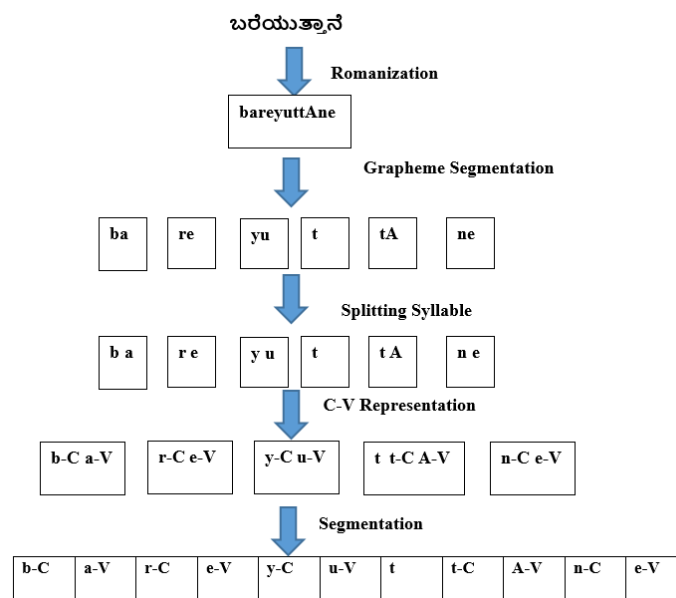 ಬರೆಯುತ್ತಾನೆ
Romanization
bareyuttAne
Grapheme Segmentation
ba re yu t tA ne
Splitting Syllable
b a r e y u t t A n e
C-V Representation
b-C a-V r-C e-V y-C u-V t t-C A-V n-C e-V
Segmentation
b-C a-V r-C e-V y-C u-V t t-C A-V n-C e-V